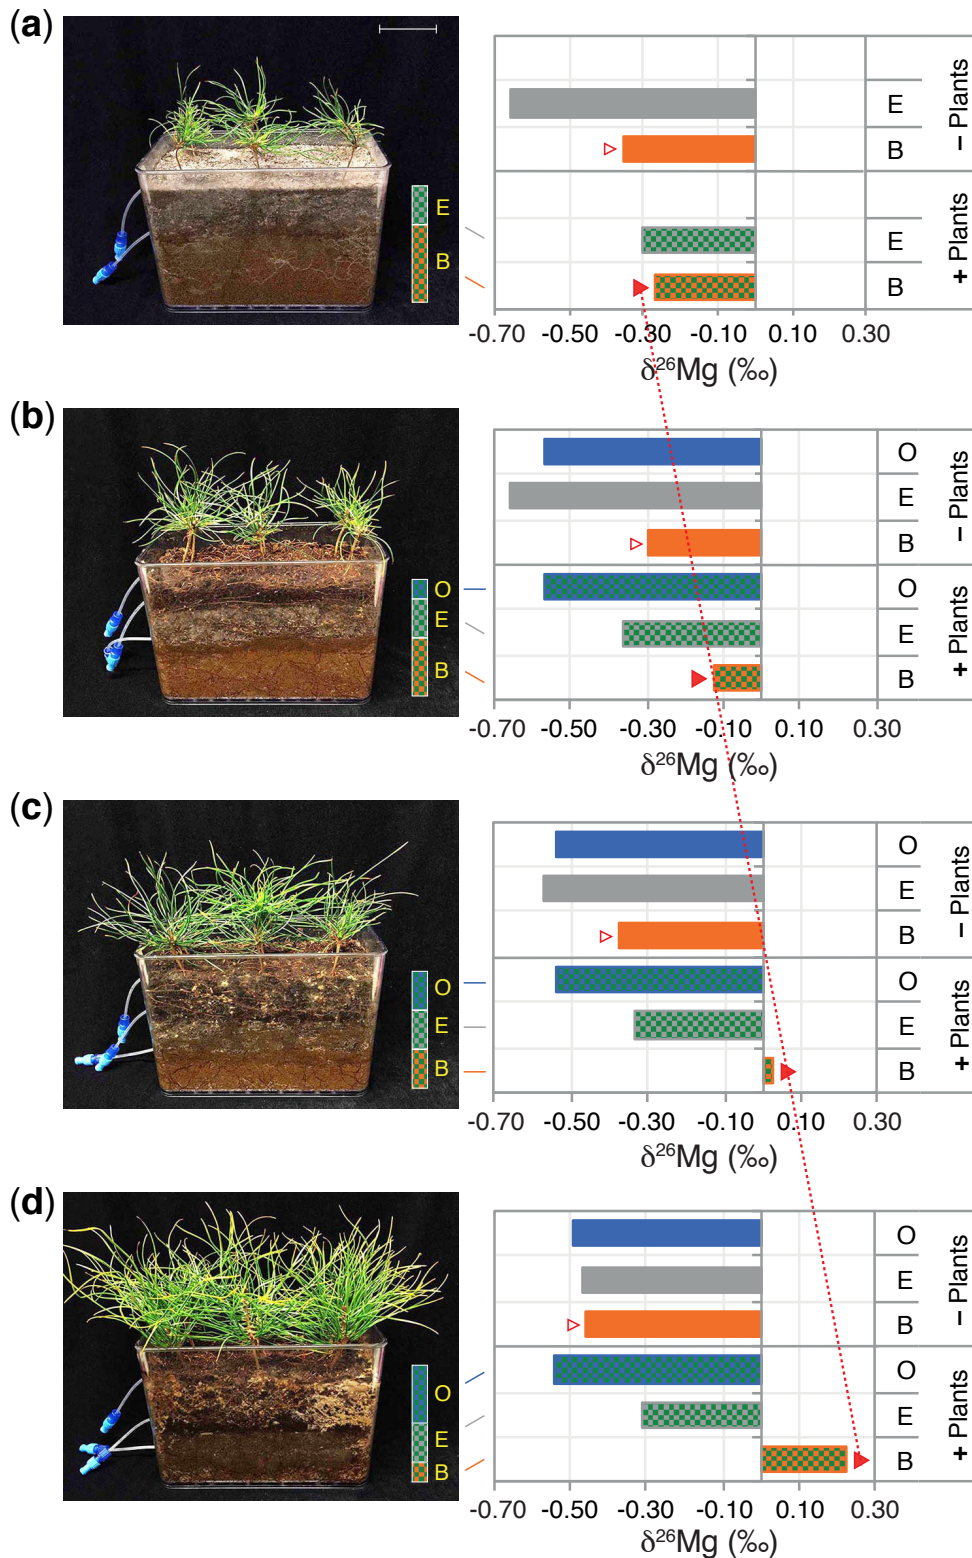 (a)
E
B
E
B
E
B
– Plants
+ Plants
-0.70 -0.50 -0.30 -0.10 0.10 0.30
δ26Mg (‰)
(b)
O
E
B
O
E
B
O
E
B
– Plants
+ Plants
-0.70 -0.50 -0.30 -0.10 0.10 0.30
δ26Mg (‰)
(c)
O
E
B
O
E
B
O
E
B
– Plants
+ Plants
-0.70 -0.50 -0.30 -0.10 0.10 0.30
δ26Mg (‰)
(d)
O
E
B
O
E
B
O
E
B
– Plants
+ Plants
-0.70 -0.50 -0.30 -0.10 0.10 0.30
δ26Mg (‰)